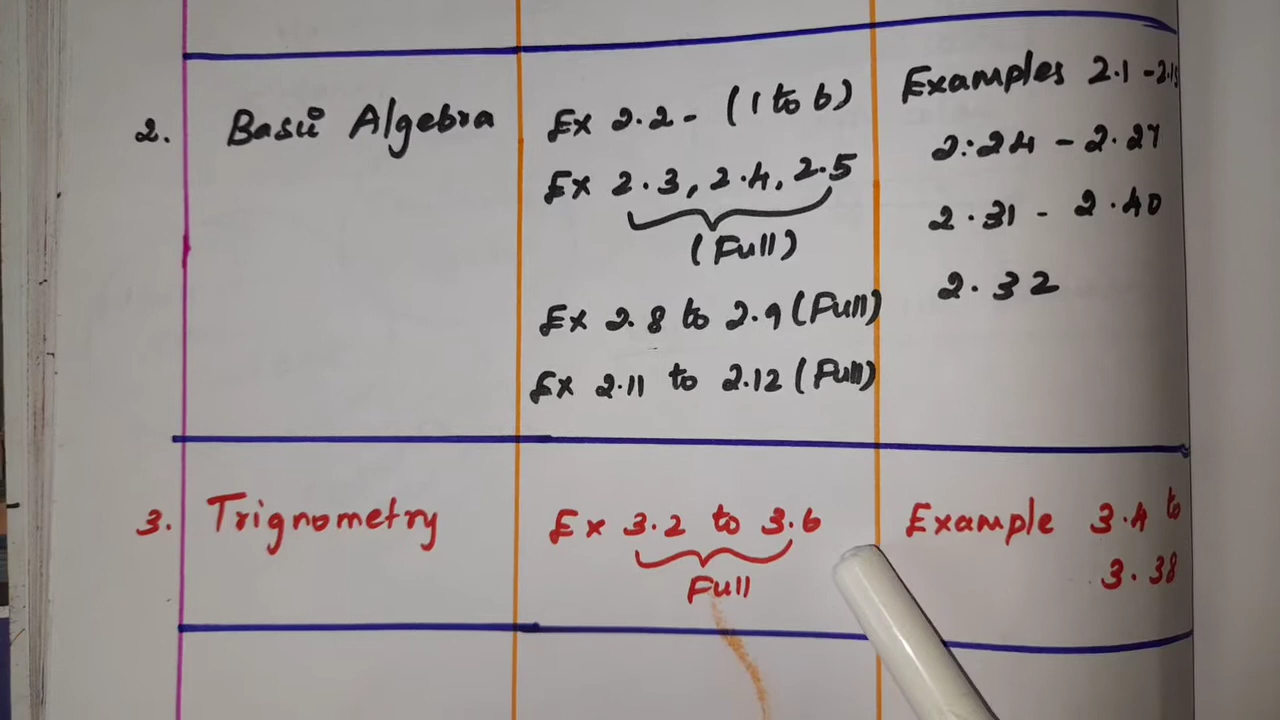 2. Basic Algebra
Ex 2.2 - (1 to 6)
Ex 2.3, 2.4, 2.5
(Full)
Ex 2.8 to 2.9 (Full)
Ex 2.11 to 2.12 (Full)
Examples 2.1 -
2.24 - 2.27
2.31 - 2.40
2.32
3. Trignometry
Ex 3.2 to 3.6
Full
Example 3.4 to
3.38